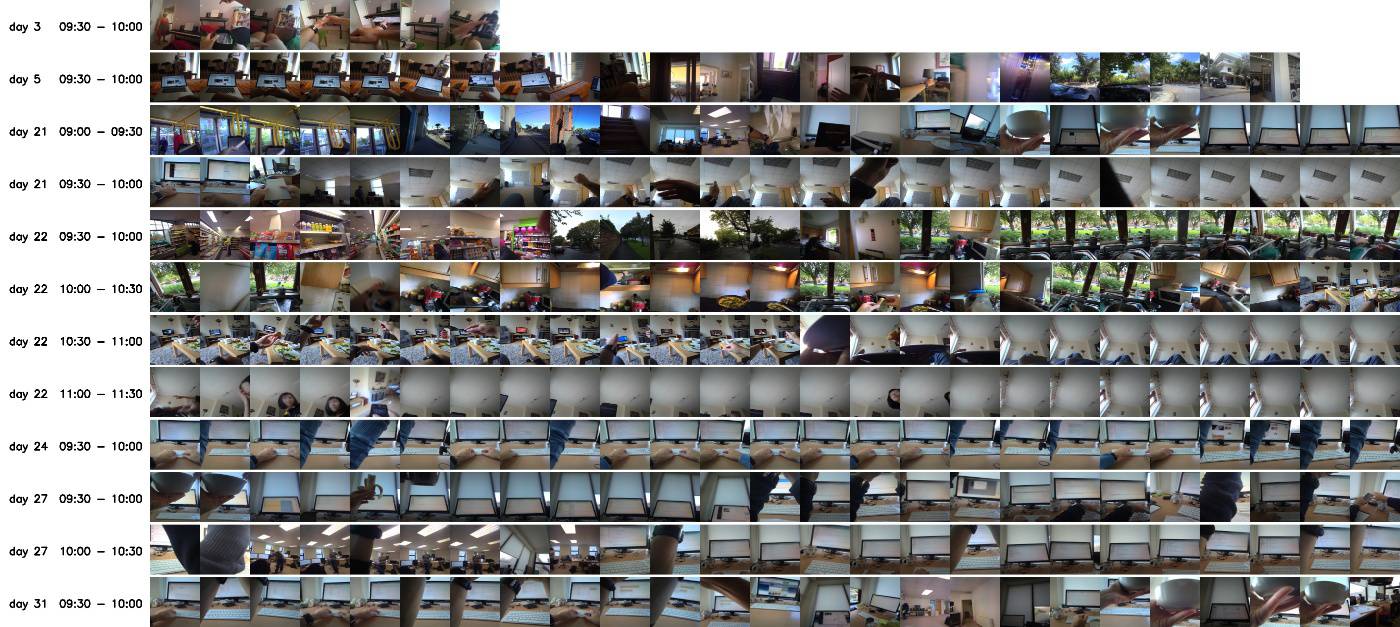 day 3 09:30 – 10:00
day 5 09:30 – 10:00
day 21 09:00 – 09:30
day 21 09:30 – 10:00
day 22 09:30 – 10:00
day 22 10:00 – 10:30
day 22 10:30 – 11:00
day 22 11:00 – 11:30
day 24 09:30 – 10:00
day 27 09:30 – 10:00
day 27 10:00 – 10:30
day 31 09:30 – 10:00